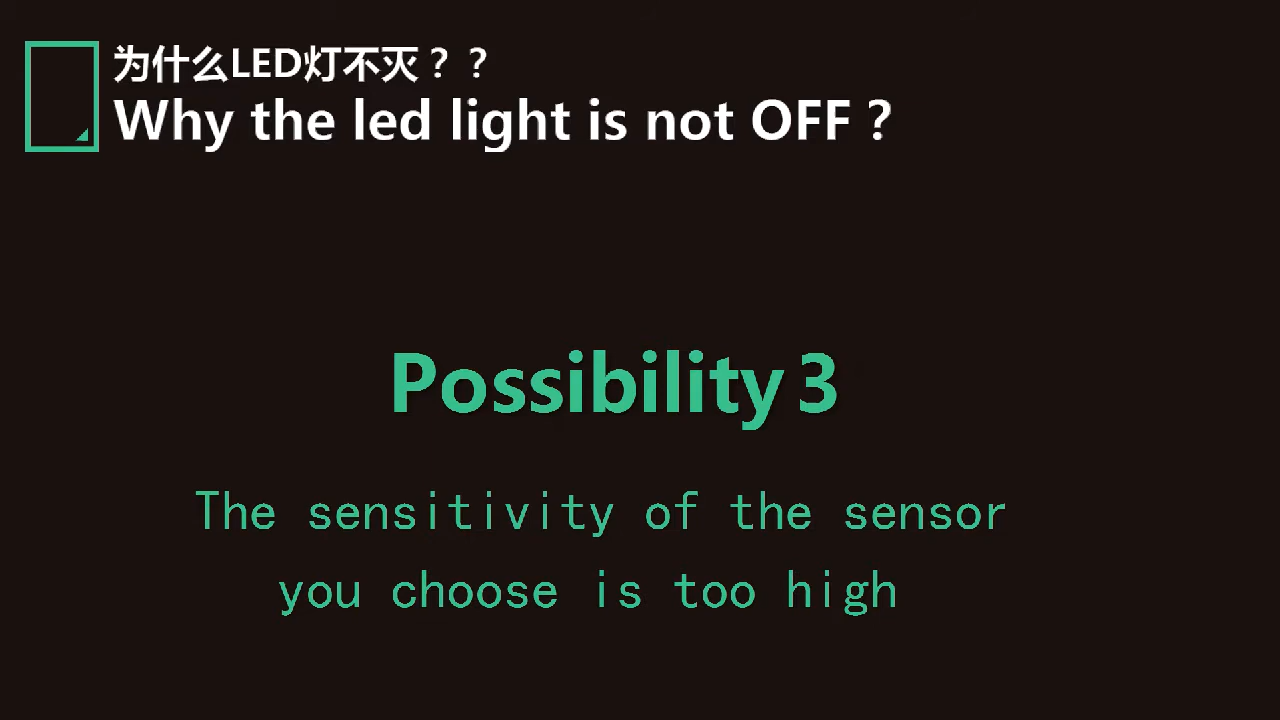 为什么LED灯不灭？？
Why the led light is not OFF？
Possibility 3
The sensitivity of the sensor
you choose is too high